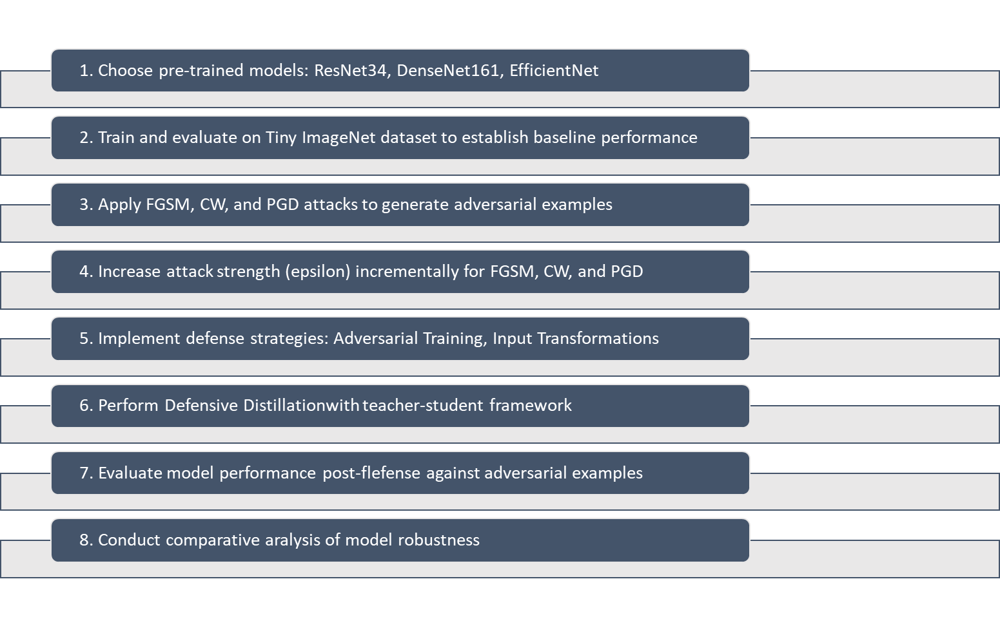 1. Choose pre-trained models: ResNet34, DenseNet161, EfficientNet
2. Train and evaluate on Tiny ImageNet dataset to establish baseline performance
3. Apply FGSM, CW, and PGD attacks to generate adversarial examples
4. Increase attack strength (epsilon) incrementally for FGSM, CW, and PGD
5. Implement defense strategies: Adversarial Training, Input Transformations
6. Perform Defensive Distillationwith teacher-student framework
7. Evaluate model performance post-flefense against adversarial examples
8. Conduct comparative aralysis of model robustness